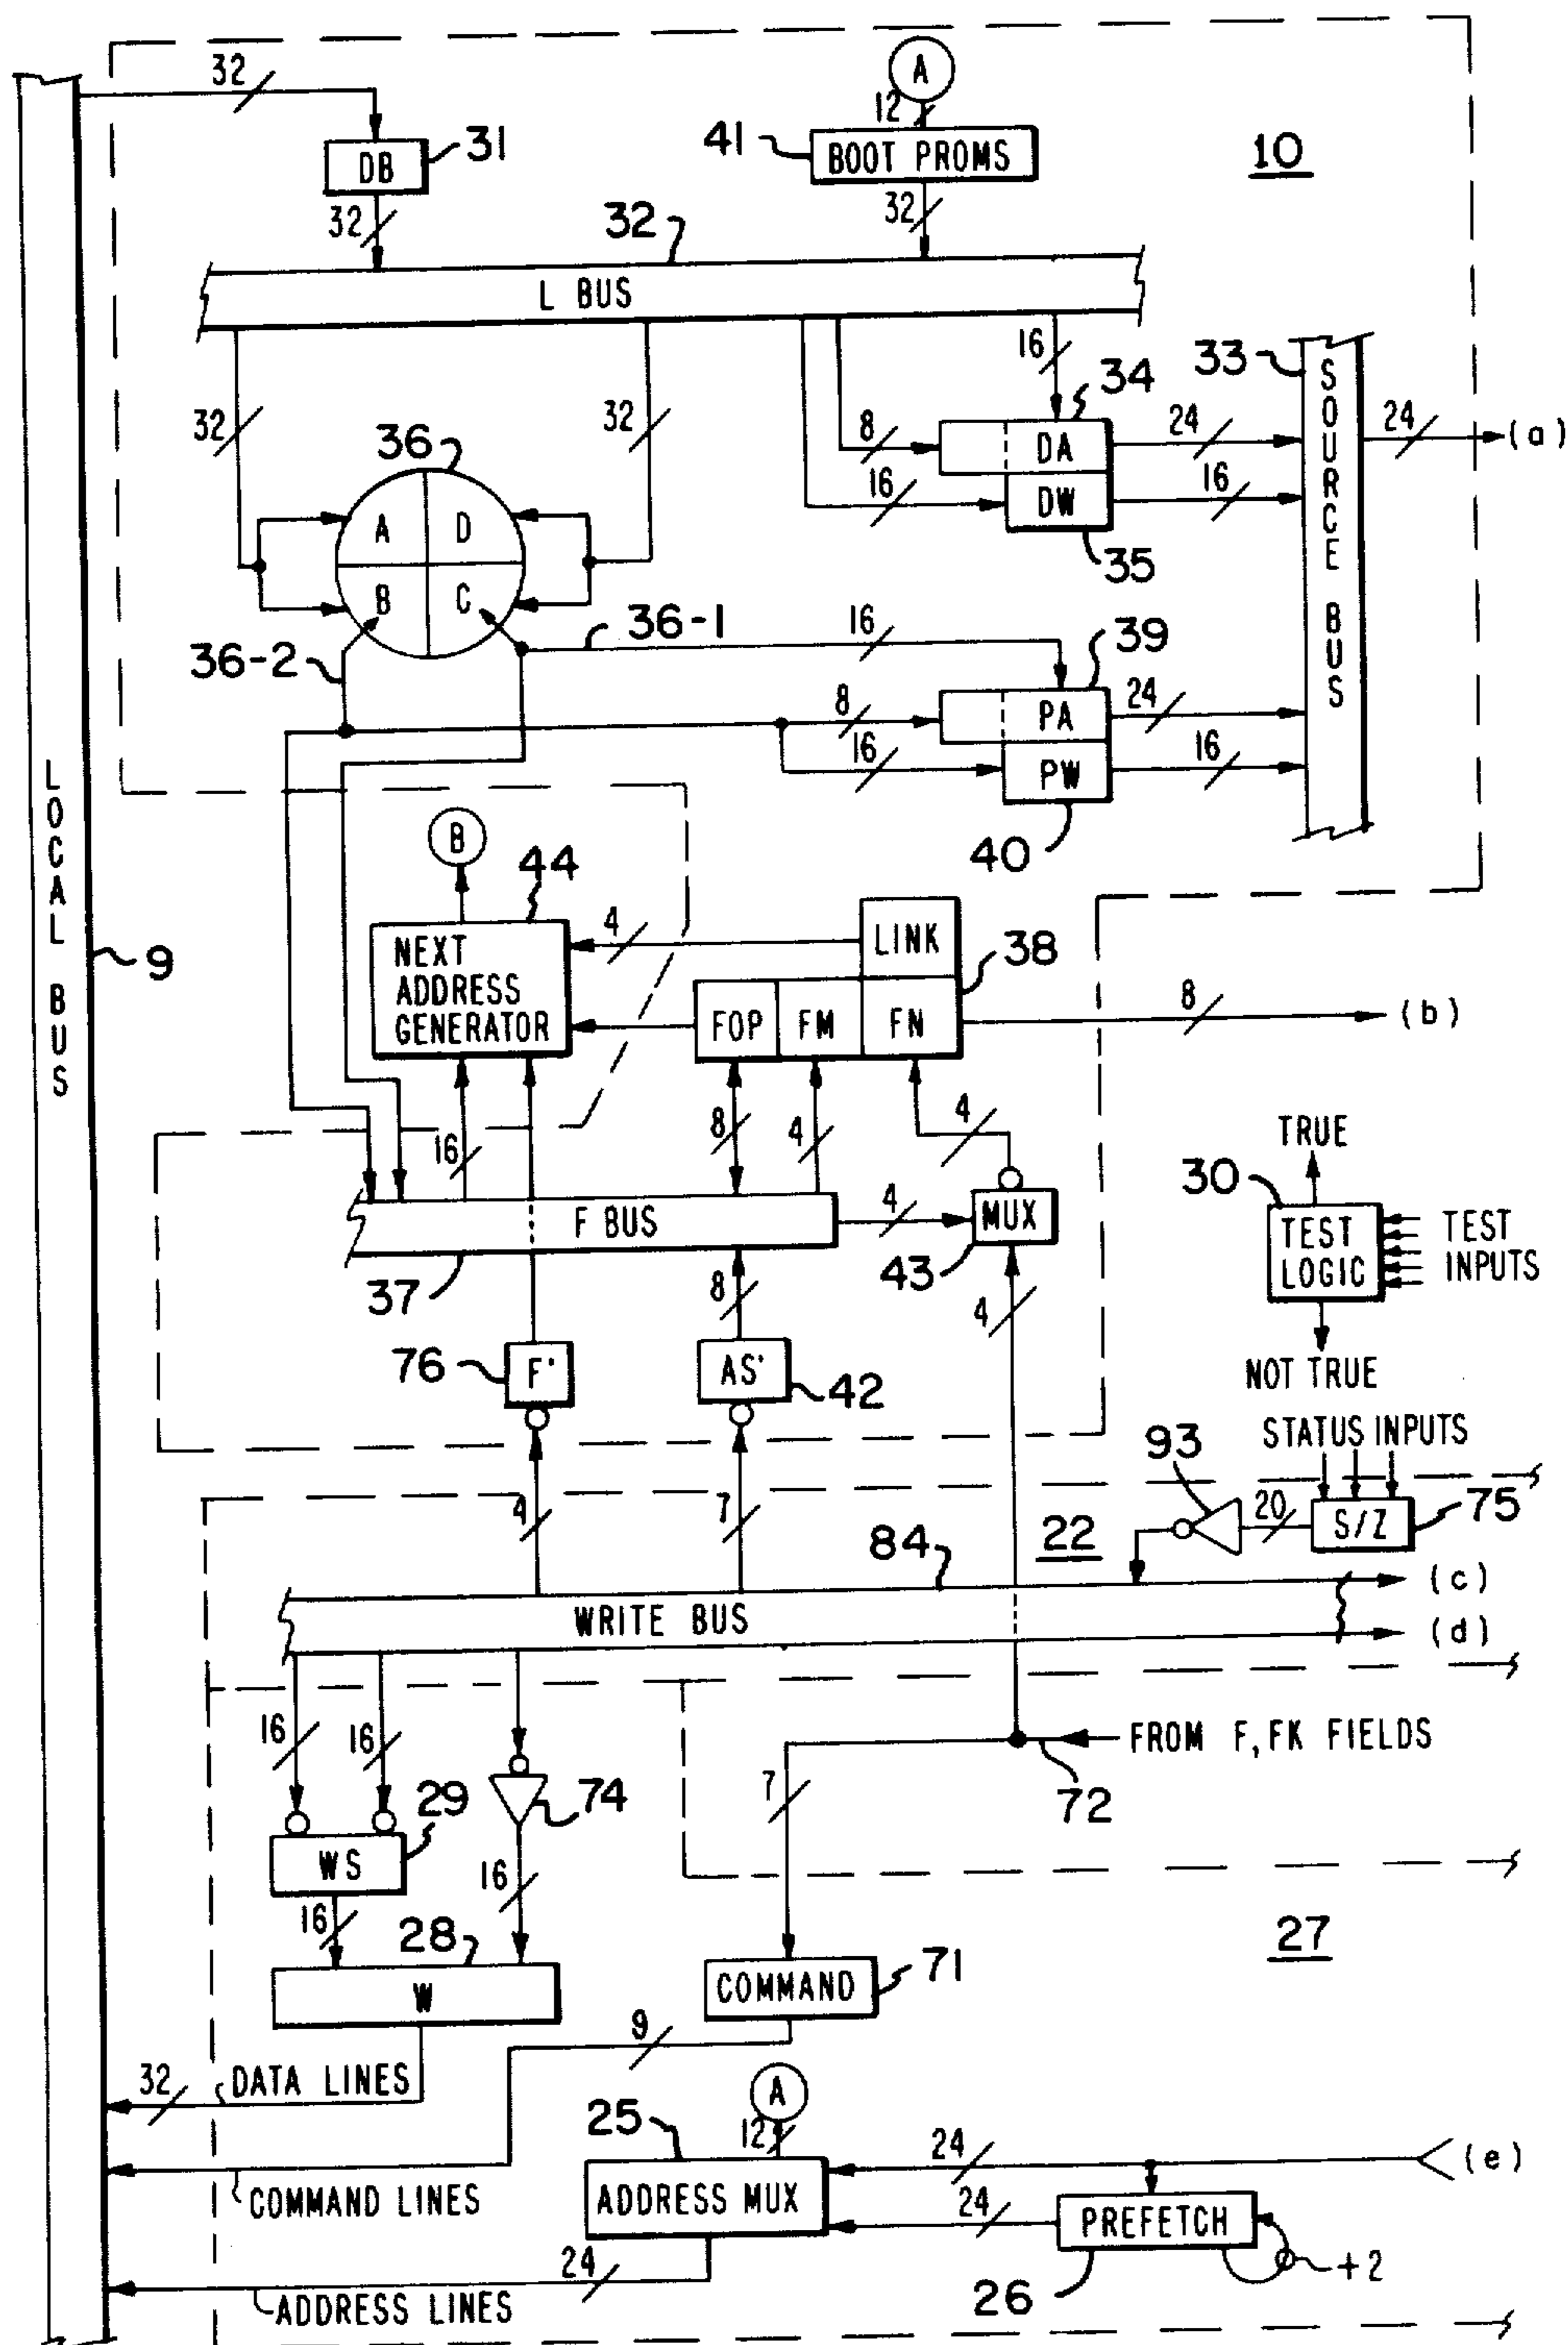 32
A
12
41
BOOT PROMS
10
DB
31
32
32
32
L BUS
16
34
33
SOURCE BUS
32
32
36
8
DA
24
24
(a)
A
D
16
DW
16
B
C
35
36-1
16
39
36-2
8
PA
24
16
PW
16
40
LOCAL BUS
9
B
44
4
LINK
38
NEXT
ADDRESS
GENERATOR
FOP
FM
FN
8
(b)
16
8
4
4
TRUE
30
F BUS
4
MUX
TEST
LOGIC
TEST
INPUTS
37
8
43
4
NOT TRUE
76
F'
AS'
42
STATUS INPUTS
93
4
7
22
20
S/Z
75
84
(c)
WRITE BUS
(d)
16
16
FROM F, FK FIELDS
7
72
29
74
WS
16
16
28
27
W
COMMAND
71
9
32
DATA LINES
A
25
12
24
(e)
COMMAND LINES
ADDRESS MUX
24
PREFETCH
24
+2
26
ADDRESS LINES